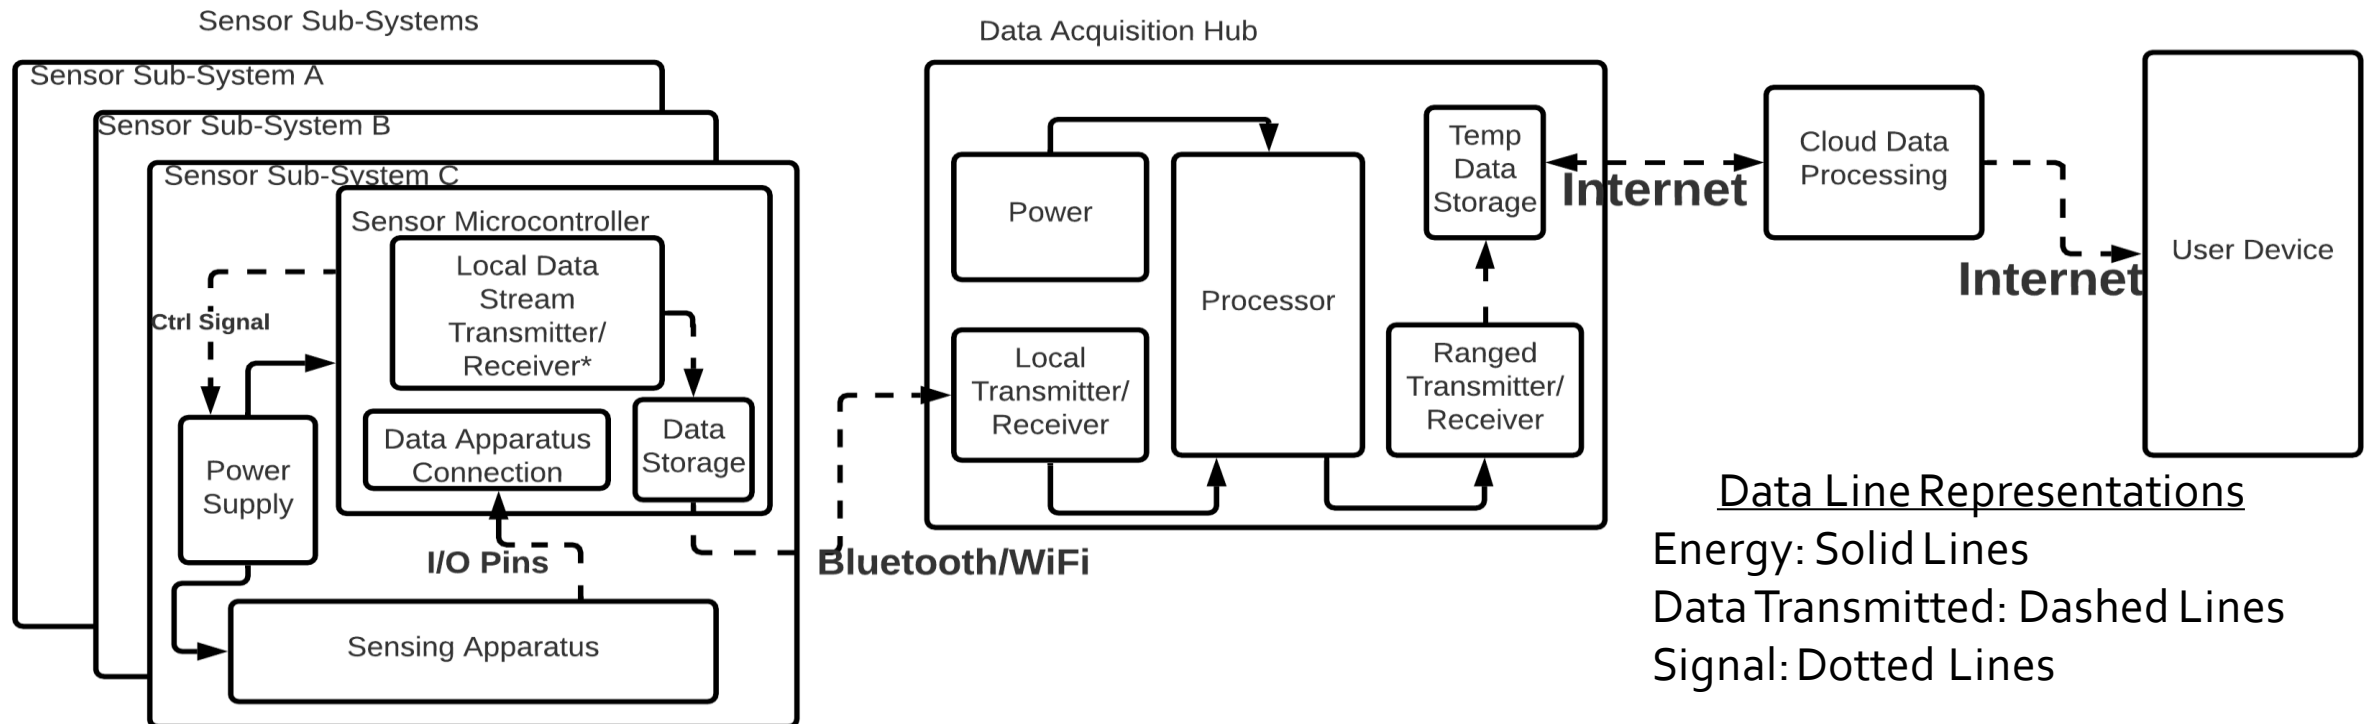 Sensor Sub-Systems
Sensor Sub-System A
Sensor Sub-System B
Sensor Sub-System C
Sensor Microcontroller
Local Data
Stream
Transmitter/
Receiver*
Ctrl Signal
Data Apparatus
Connection
Data
Storage
Power
Supply
I/O Pins
Sensing Apparatus
Bluetooth/WiFi
Data Acquisition Hub
Power
Processor
Local
Transmitter/
Receiver
Temp
Data
Storage
Ranged
Transmitter/
Receiver
Internet
Cloud Data
Processing
Internet
User Device
Data Line Representations
Energy: Solid Lines
Data Transmitted: Dashed Lines
Signal: Dotted Lines